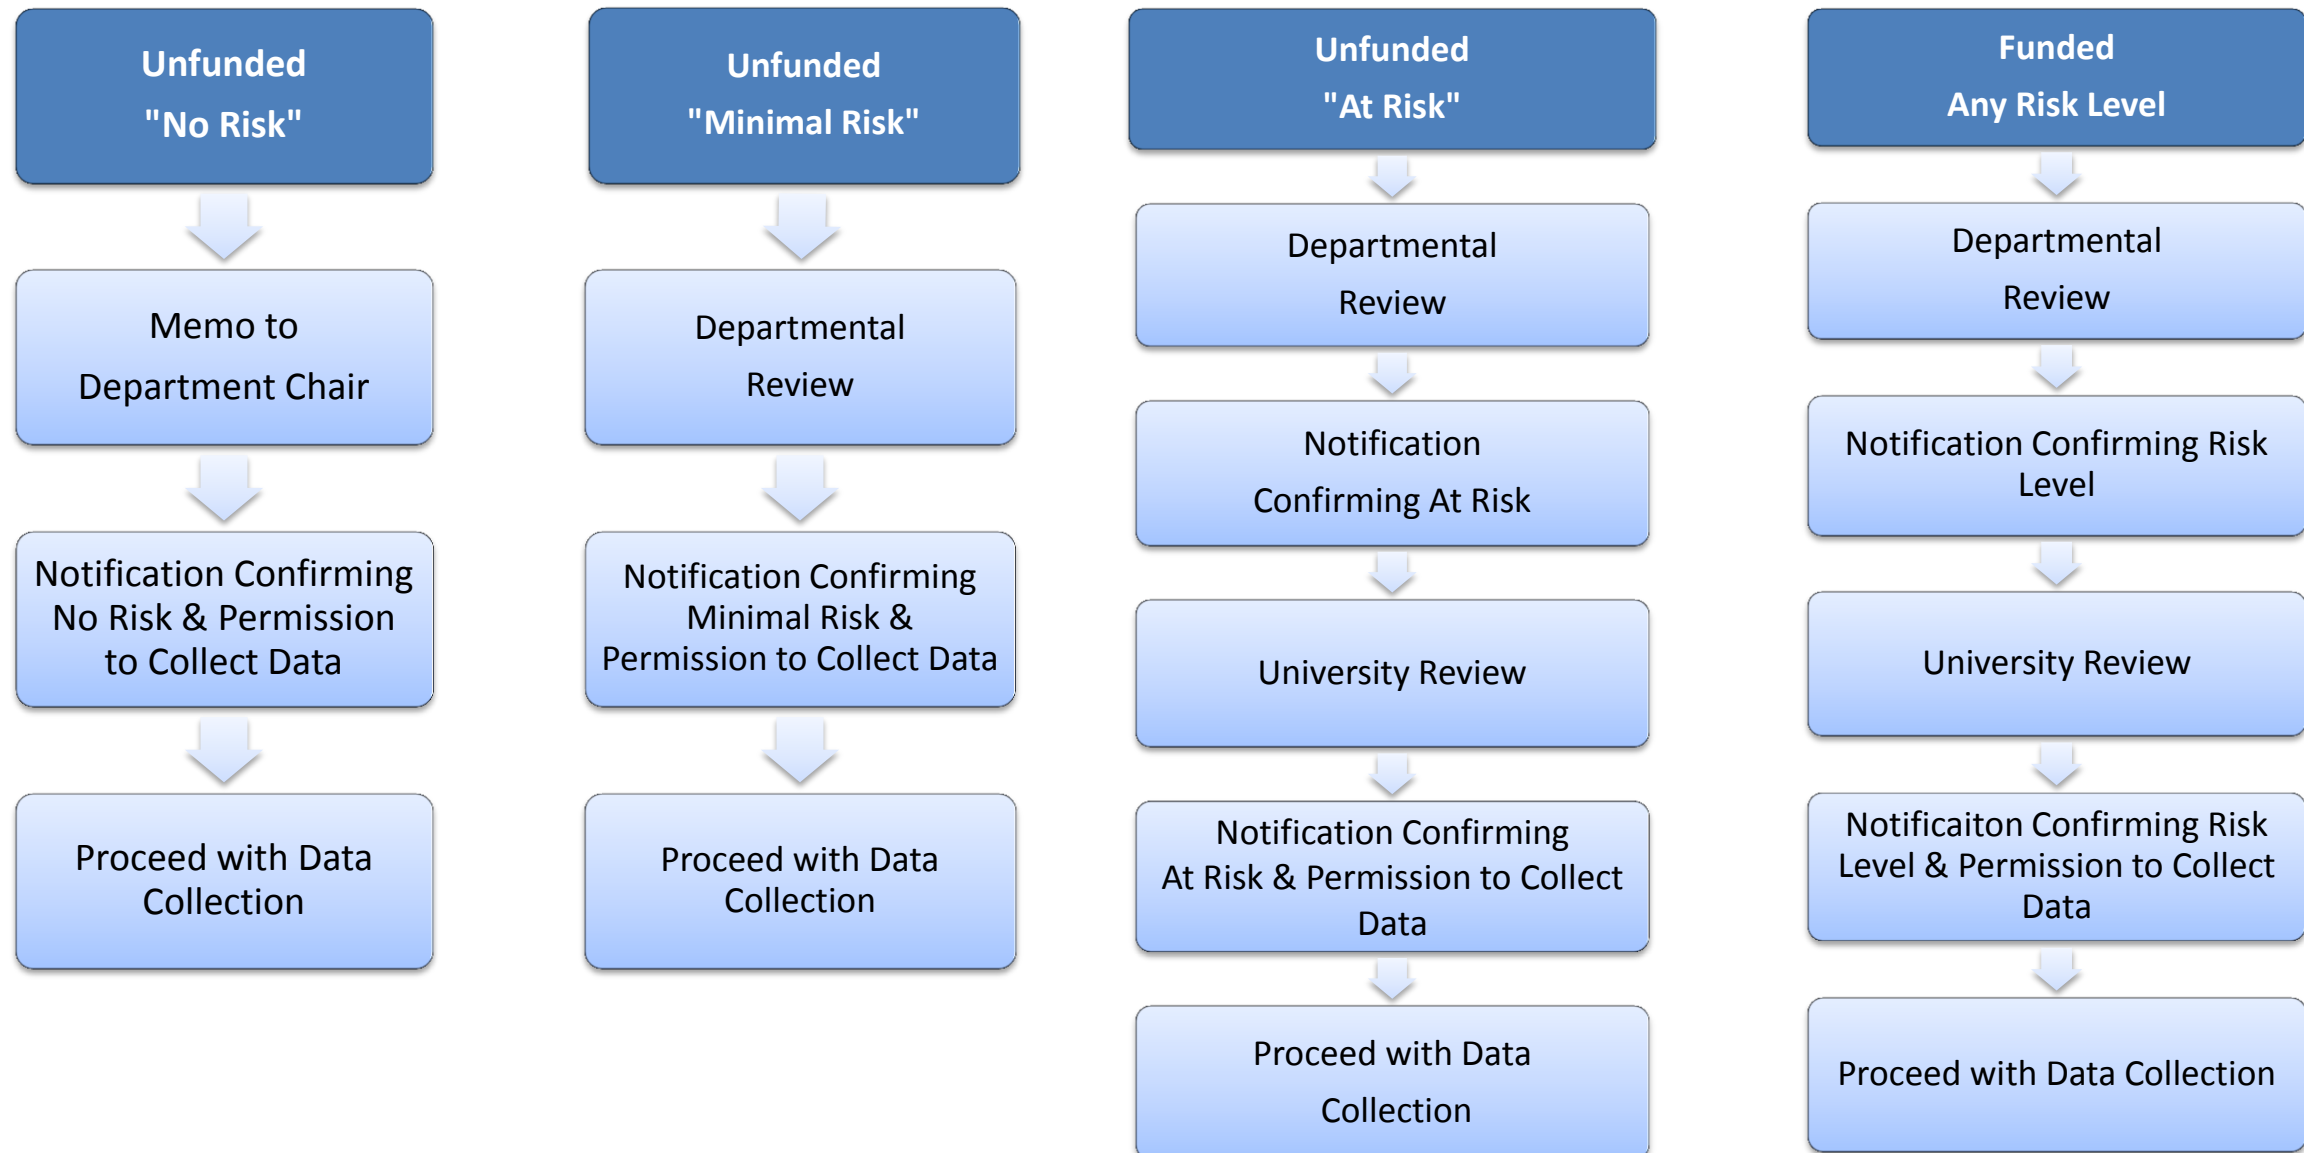 Unfunded
"No Risk"
Memo to
Department Chair
Notification Confirming
No Risk & Permission
to Collect Data
Proceed with Data
Collection
Unfunded
"Minimal Risk"
Departmental
Review
Notification Confirming
Minimal Risk &
Permission to Collect Data
Proceed with Data
Collection
Unfunded
"At Risk"
Departmental
Review
Notification
Confirming At Risk
University Review
Notification Confirming
At Risk & Permission to Collect
Data
Proceed with Data
Collection
Funded
Any Risk Level
Departmental
Review
Notification Confirming Risk
Level
University Review
Notificaiton Confirming Risk
Level & Permission to Collect
Data
Proceed with Data Collection